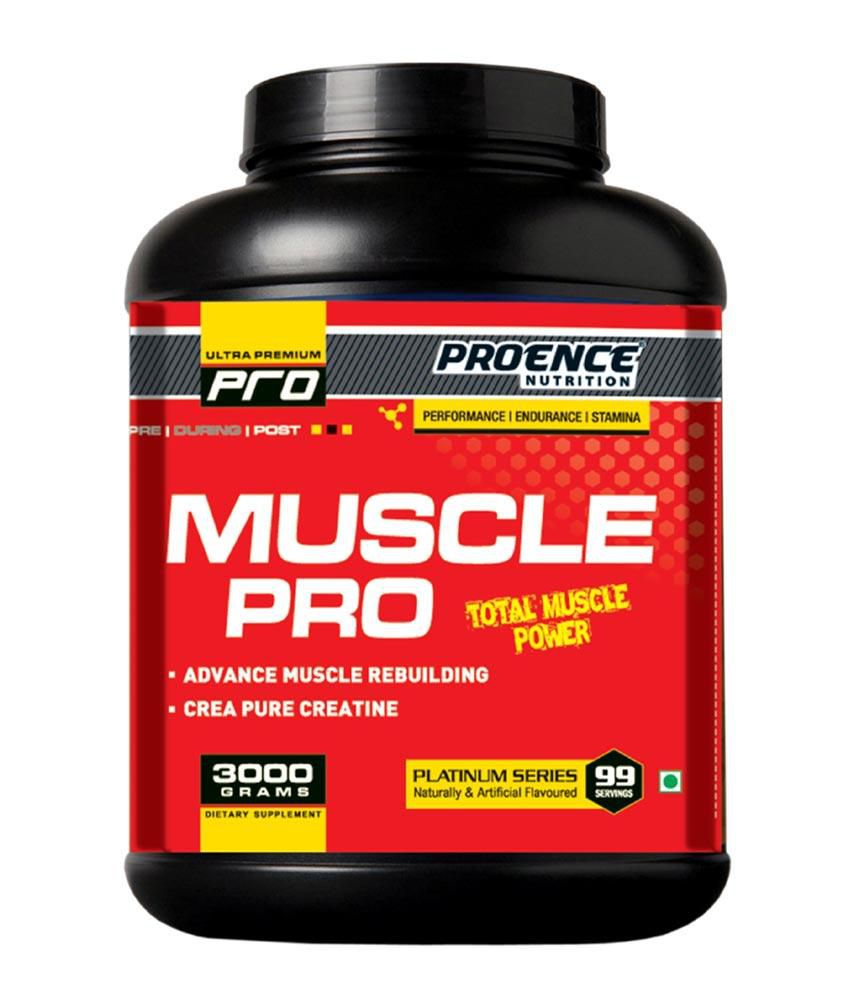 ULTRA PREMIUM
PRO
PROENCE®
NUTRITION
PERFORMANCE | ENDURANCE | STAMINA
PRE | DURING | POST
MUSCLE
PRO
TOTAL MUSCLE
POWER
▪ ADVANCE MUSCLE REBUILDING
▪ CREA PURE CREATINE
3000
GRAMS
DIETARY SUPPLEMENT
PLATINUM SERIES
Naturally & Artificial Flavoured
99
SERVINGS